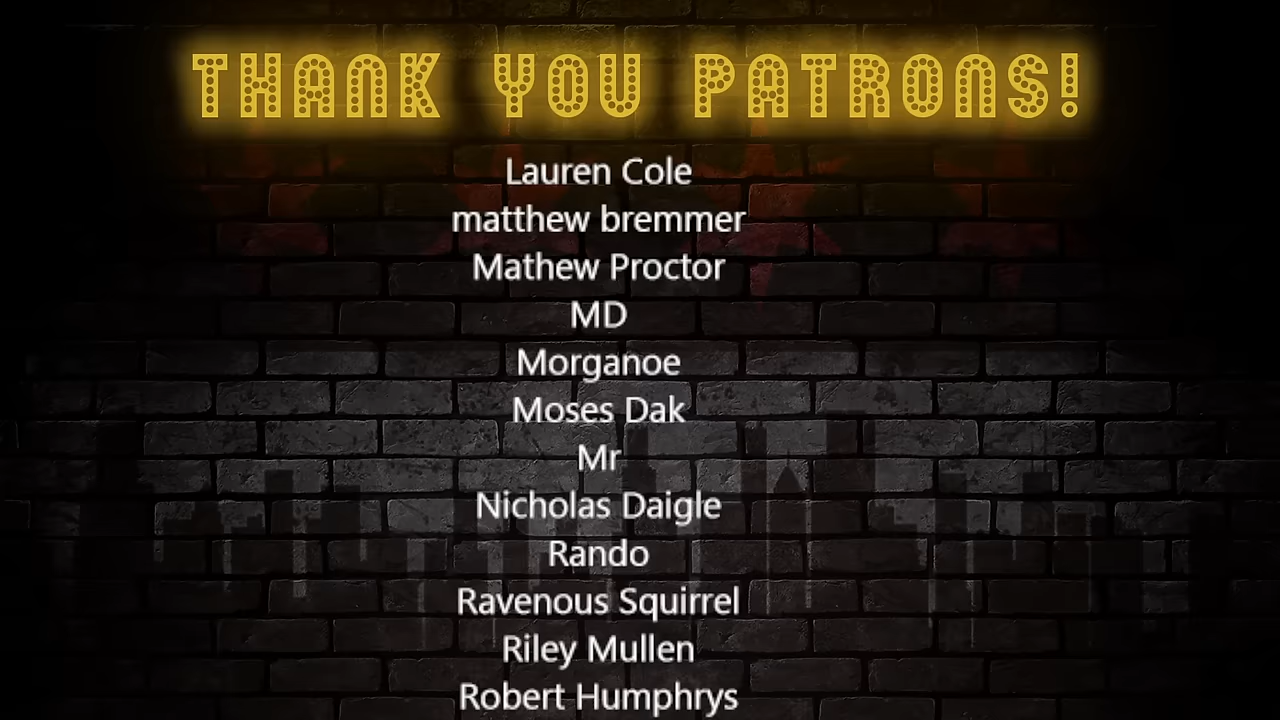 THANK YOU PATRONS!
Lauren Cole
matthew bremmer
Mathew Proctor
MD
Morganoe
Moses Dak
Mr
Nicholas Daigle
Rando
Ravenous Squirrel
Riley Mullen
Robert Humphrys